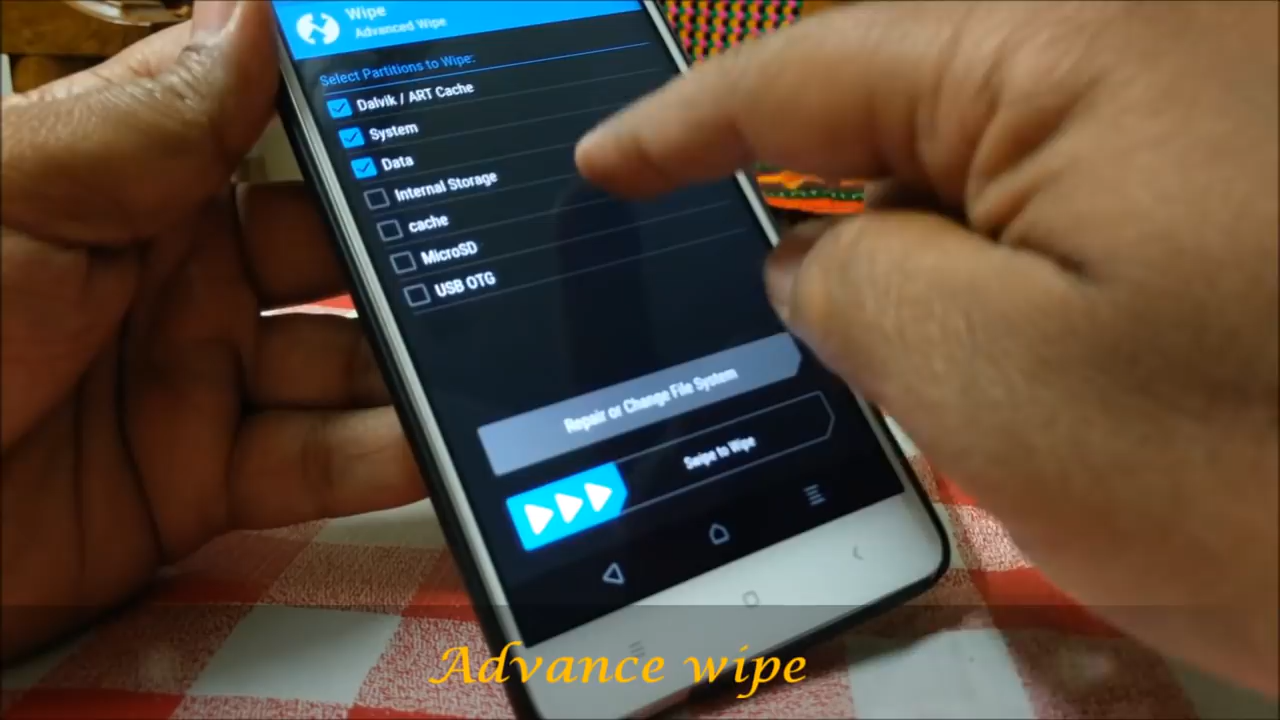 Wipe
Advanced Wipe
Select Partitions to Wipe:
Dalvik / ART Cache
System
Data
Internal Storage
cache
MicroSD
USB OTG
Repair or Change File System
Swipe to Wipe
Advance wipe